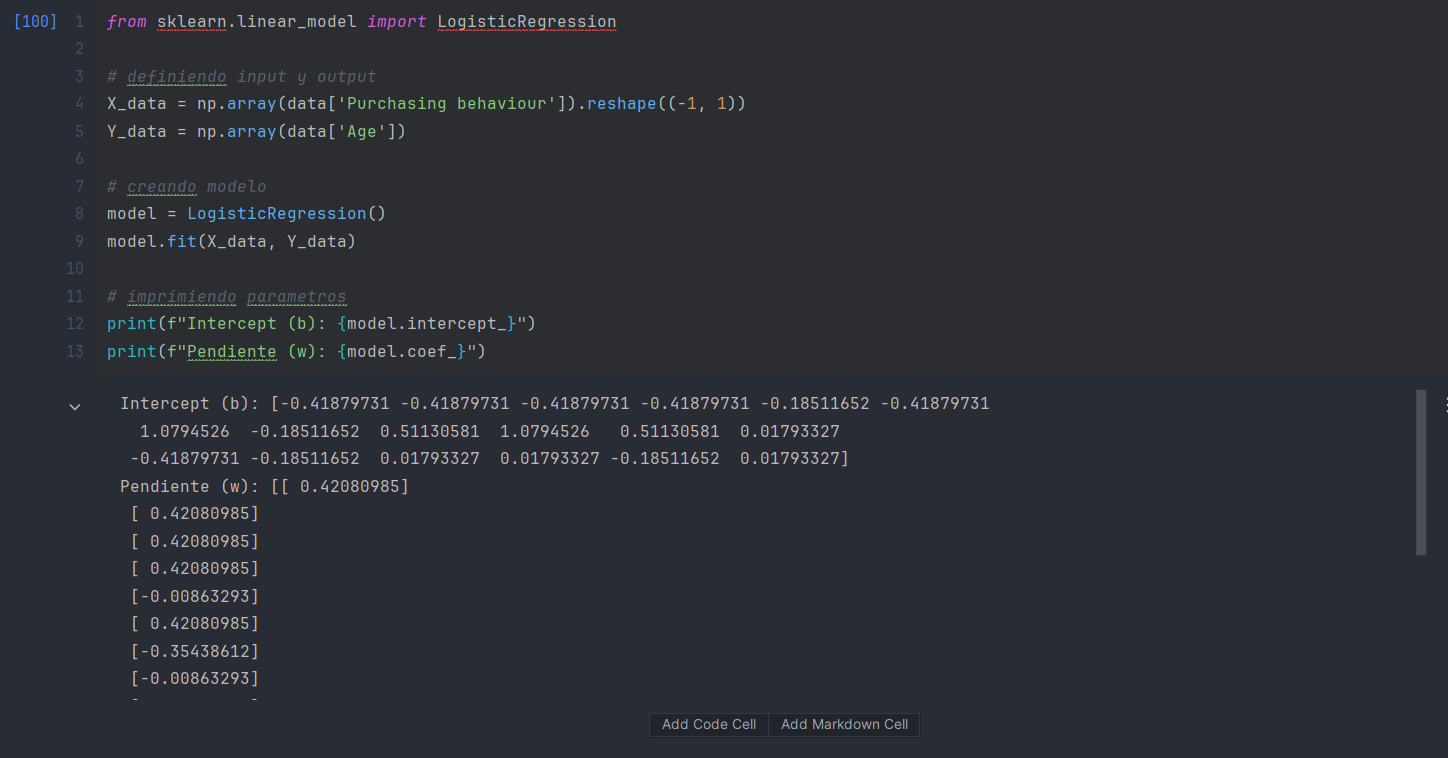 [100] 1 from sklearn.linear_model import LogisticRegression
2
3 # definiendo input y output
4 X_data = np.array(data['Purchasing behaviour']).reshape((-1, 1))
5 Y_data = np.array(data['Age'])
6
7 # creando modelo
8 model = LogisticRegression()
9 model.fit(X_data, Y_data)
10
11 # imprimiendo parametros
12 print(f"Intercept (b): {model.intercept_}")
13 print(f"Pendiente (w): {model.coef_}")
Intercept (b): [-0.41879731 -0.41879731 -0.41879731 -0.41879731 -0.18511652 -0.41879731
1.0794526 -0.18511652 0.51130581 1.0794526 0.51130581 0.01793327
-0.41879731 -0.18511652 0.01793327 0.01793327 -0.18511652 0.01793327]
Pendiente (w): [[ 0.42080985]
[ 0.42080985]
[ 0.42080985]
[ 0.42080985]
[-0.00863293]
[ 0.42080985]
[-0.35438612]
[-0.00863293]
Add Code Cell Add Markdown Cell